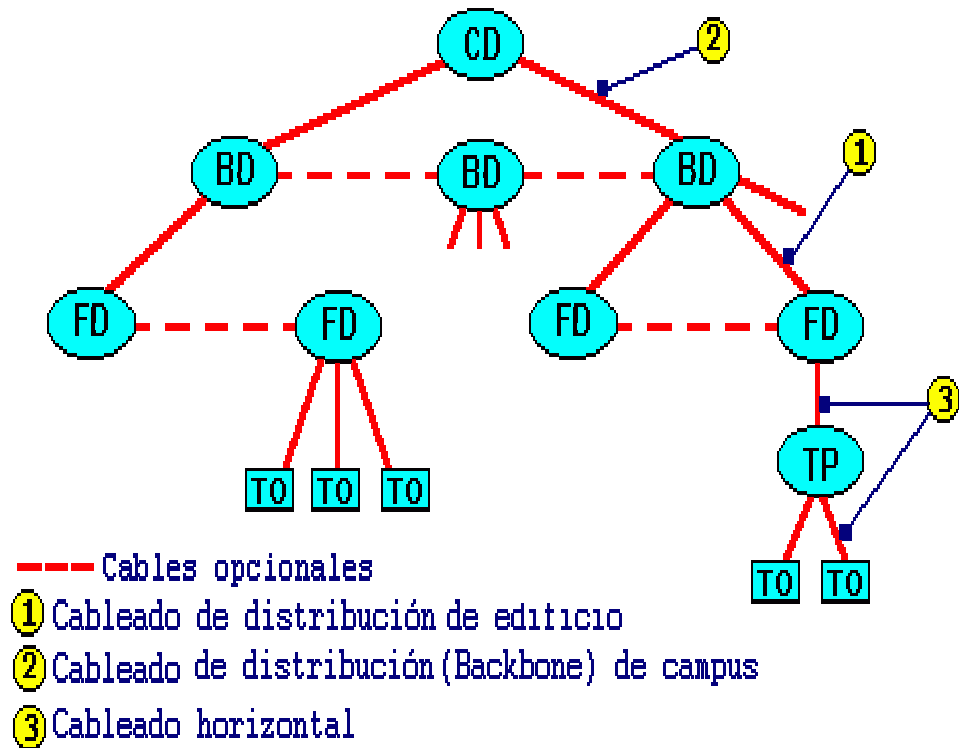 CD
2
BD BD BD
1
FD FD FD FD
3
TP
TO TO TO
TO TO
Cables opcionales
1 Cableado de distribución de edificio
2 Cableado de distribución (Backbone) de campus
3 Cableado horizontal